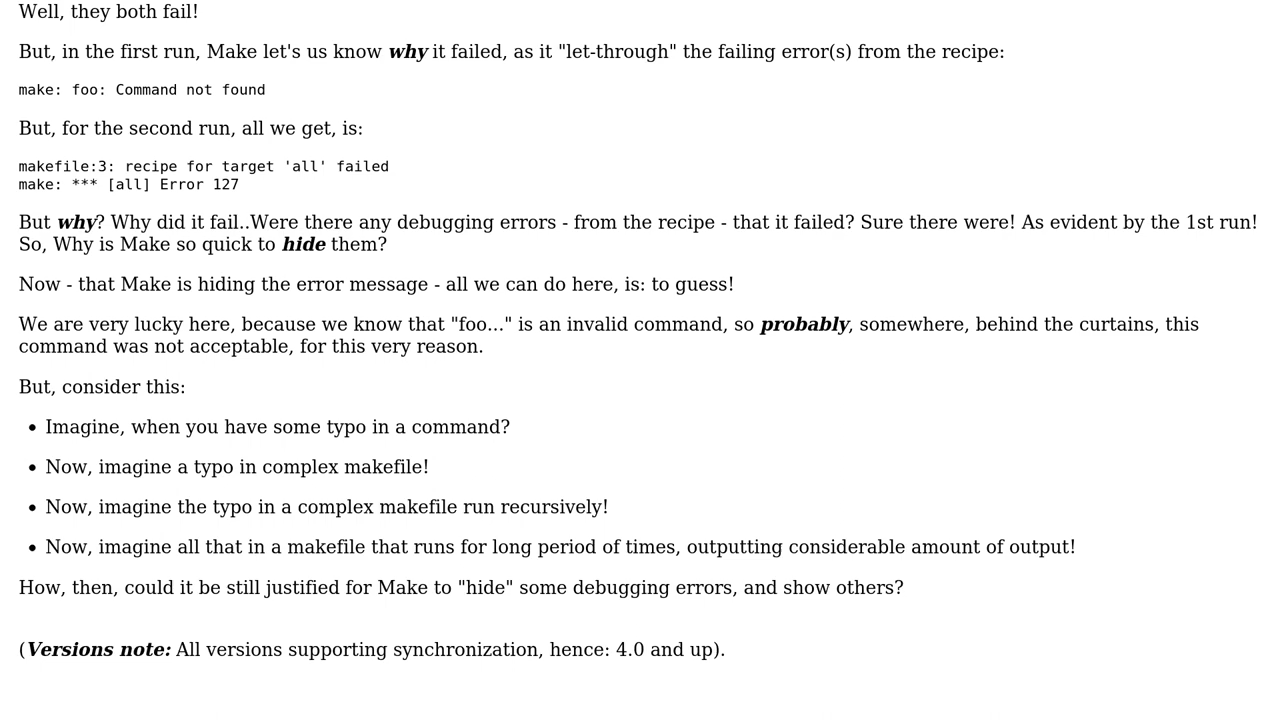 Well, they both fail!
But, in the first run, Make let's us know why it failed, as it "let-through" the failing error(s) from the recipe:
make: foo: Command not found
But, for the second run, all we get, is:
makefile:3: recipe for target 'all' failed
make: *** [all] Error 127
But why? Why did it fail..Were there any debugging errors - from the recipe - that it failed? Sure there were! As evident by the 1st run!
So, Why is Make so quick to hide them?
Now - that Make is hiding the error message - all we can do here, is: to guess!
We are very lucky here, because we know that "foo..." is an invalid command, so probably, somewhere, behind the curtains, this
command was not acceptable, for this very reason.
But, consider this:
• Imagine, when you have some typo in a command?
• Now, imagine a typo in complex makefile!
• Now, imagine the typo in a complex makefile run recursively!
• Now, imagine all that in a makefile that runs for long period of times, outputting considerable amount of output!
How, then, could it be still justified for Make to "hide" some debugging errors, and show others?
(Versions note: All versions supporting synchronization, hence: 4.0 and up).